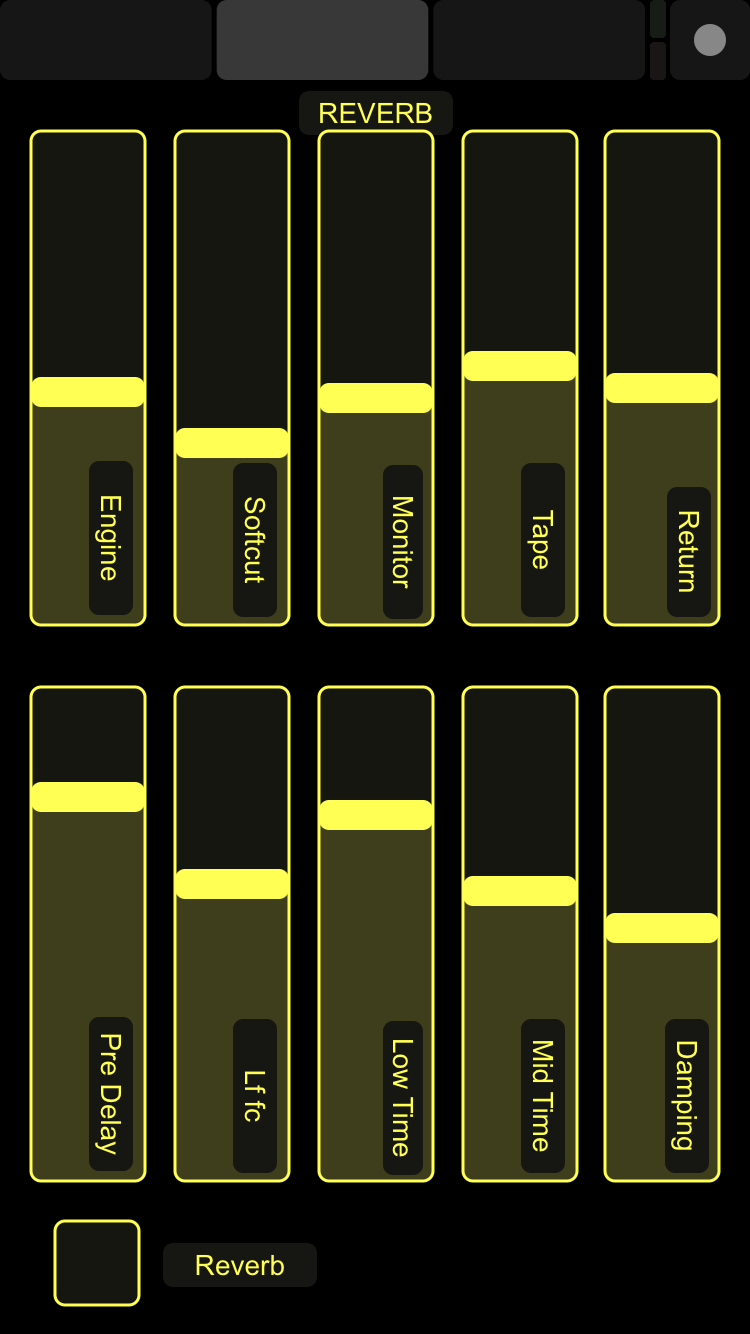 REVERB
Engine
Softcut
Monitor
Tape
Return
Pre Delay
Lf fc
Low Time
Mid Time
Damping
Reverb